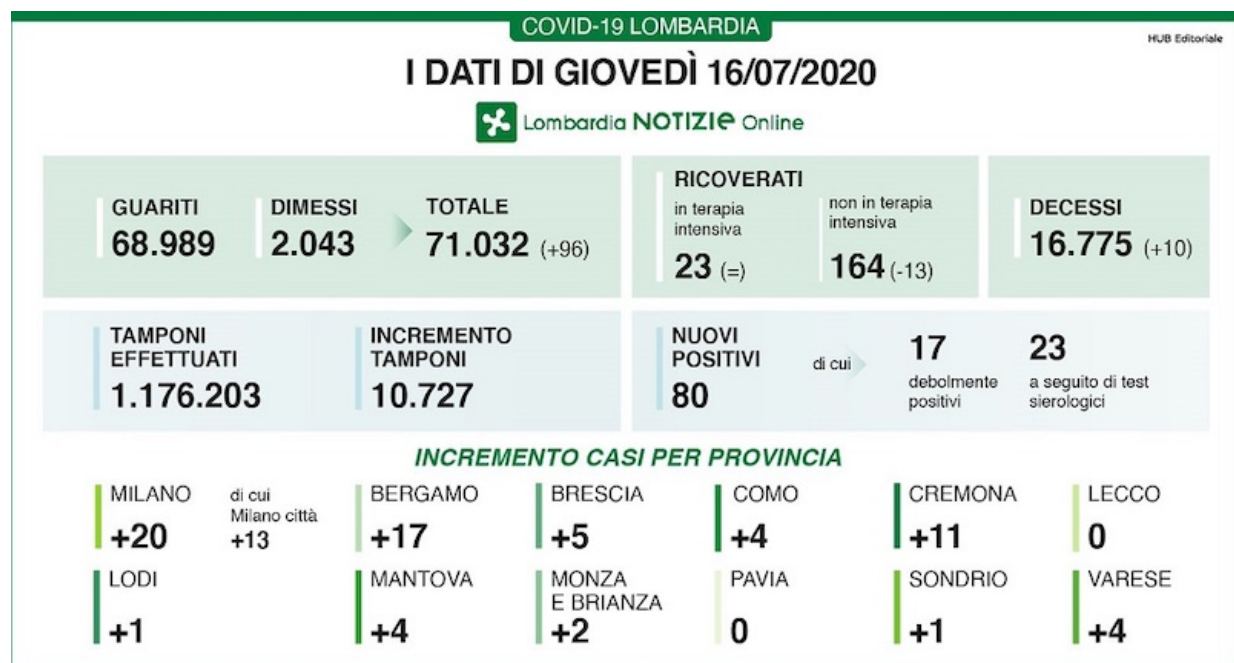 COVID-19 LOMBARDIA
HUB Editoriale
I DATI DI GIOVEDÌ 16/07/2020
Lombardia NOTIZIE Online
GUARITI
68.989
DIMESSI
2.043
TOTALE
71.032 (+96)
RICOVERATI
in terapia
intensiva
23 (=)
non in terapia
intensiva
164 (-13)
DECESSI
16.775 (+10)
TAMPONI
EFFETTUATI
1.176.203
INCREMENTO
TAMPONI
10.727
NUOVI
POSITIVI
80
di cui
17
debolmente
positivi
23
a seguito di test
sierologici
INCREMENTO CASI PER PROVINCIA
MILANO
+20
di cui
Milano città
+13
BERGAMO
+17
BRESCIA
+5
COMO
+4
CREMONA
+11
LECCO
0
LODI
+1
MANTOVA
+4
MONZA
E BRIANZA
+2
PAVIA
0
SONDRIO
+1
VARESE
+4